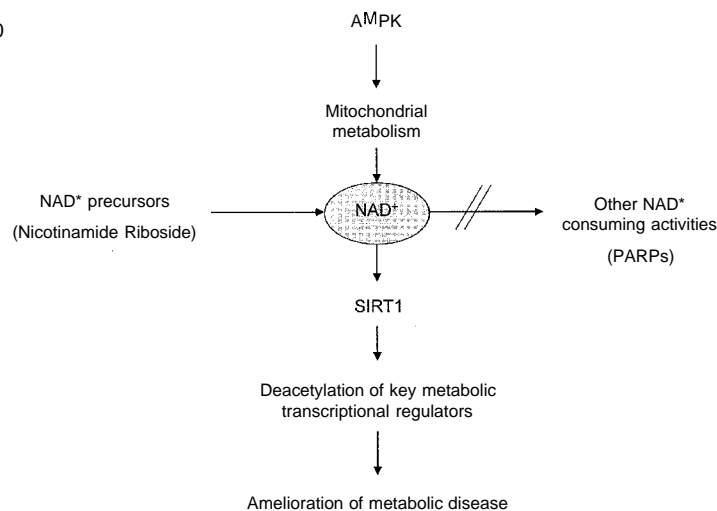 0
AMPK
Mitochondrial
metabolism
NAD* precursors
(Nicotinamide Riboside)
NAD+
Other NAD*
consuming activities
(PARPs)
SIRT1
Deacetylation of key metabolic
transcriptional regulators
Amelioration of metabolic disease